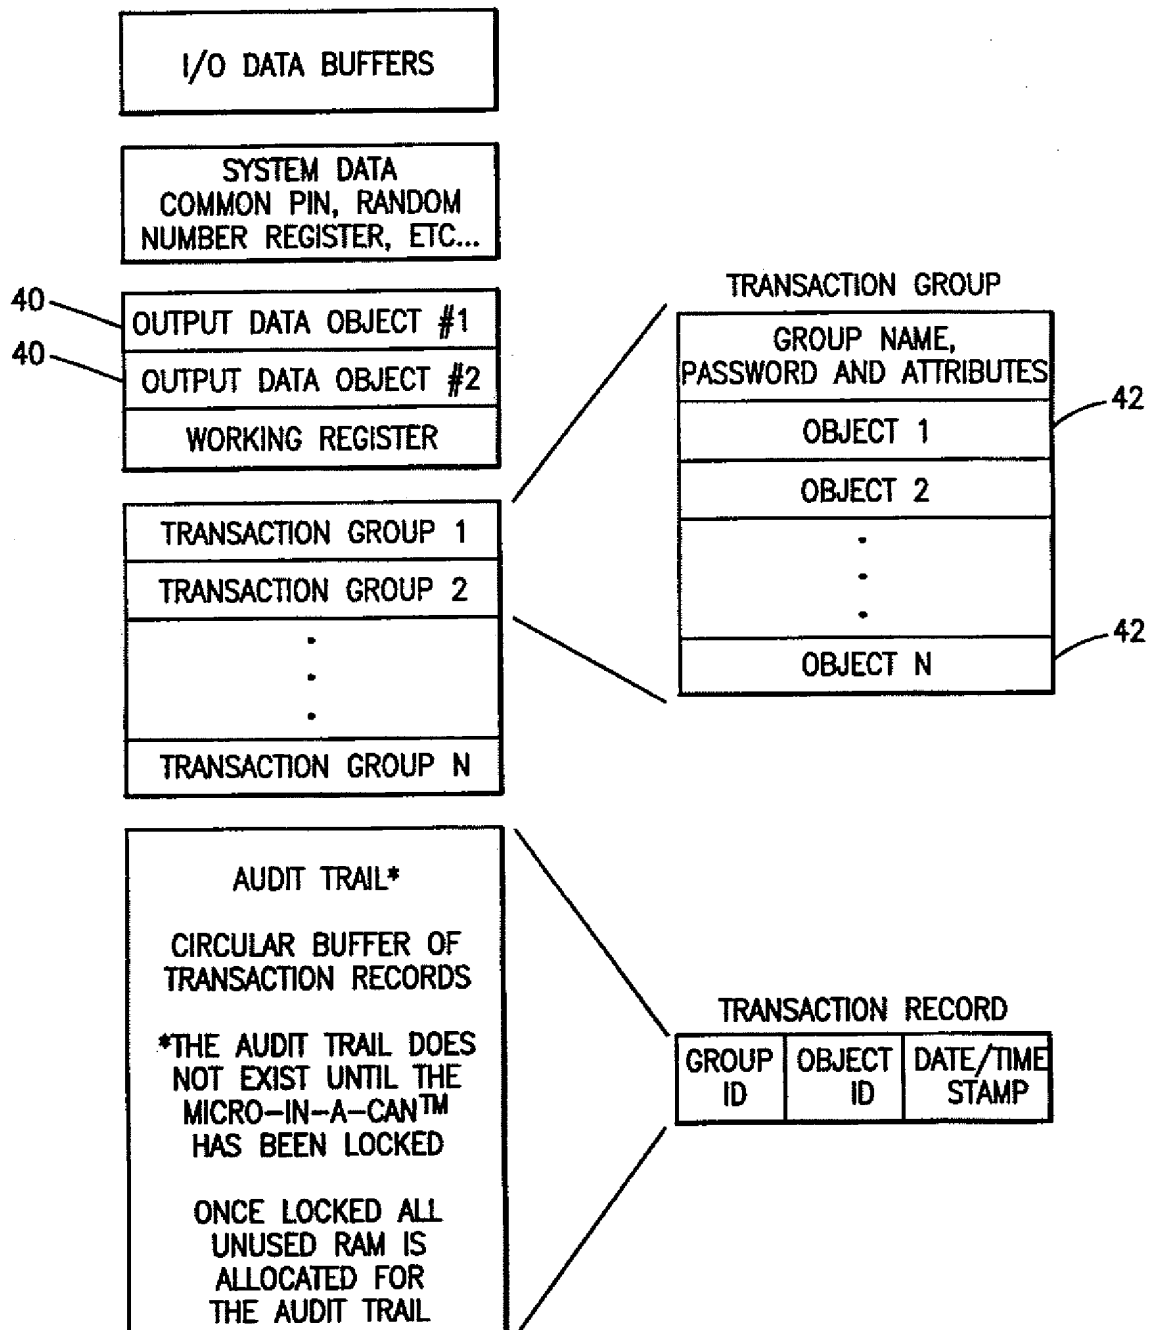 I/O DATA BUFFERS
SYSTEM DATA
COMMON PIN, RANDOM
NUMBER REGISTER, ETC...
40
OUTPUT DATA OBJECT #1
40
OUTPUT DATA OBJECT #2
WORKING REGISTER
TRANSACTION GROUP 1
TRANSACTION GROUP 2
TRANSACTION GROUP N
TRANSACTION GROUP
GROUP NAME,
PASSWORD AND ATTRIBUTES
OBJECT 1
42
OBJECT 2
OBJECT N
42
AUDIT TRAIL*
CIRCULAR BUFFER OF
TRANSACTION RECORDS
*THE AUDIT TRAIL DOES
NOT EXIST UNTIL THE
MICRO-IN-A-CAN™
HAS BEEN LOCKED
ONCE LOCKED ALL
UNUSED RAM IS
ALLOCATED FOR
THE AUDIT TRAIL
TRANSACTION RECORD
GROUP ID
OBJECT ID
DATE/TIME STAMP